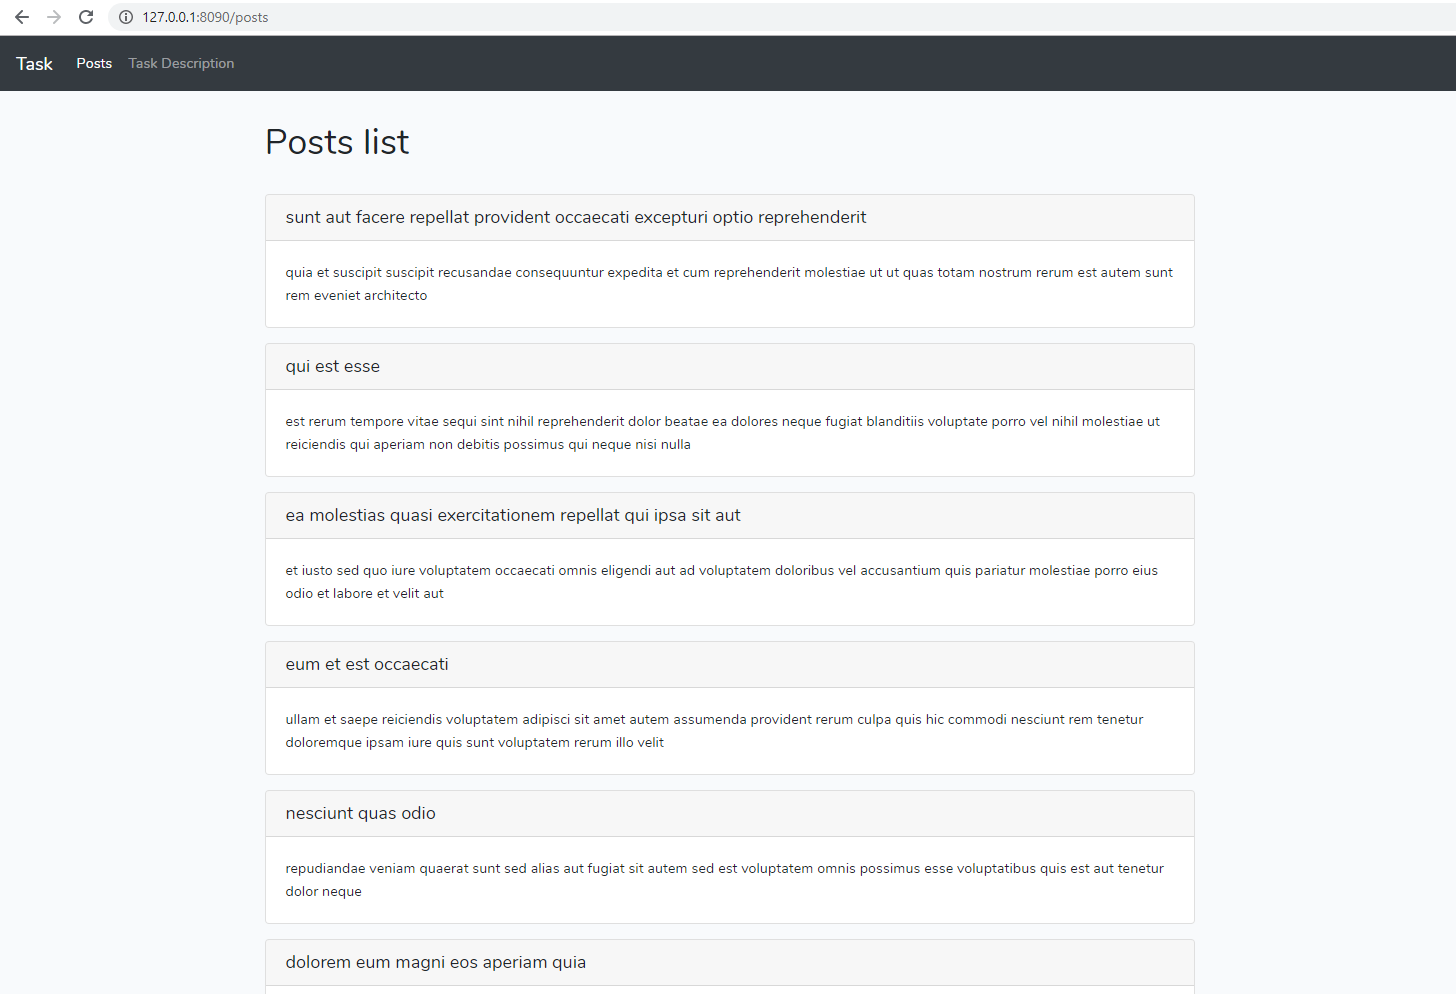 127.0.0.1:8090/posts
Task Posts Task Description
Posts list
sunt aut facere repellat provident occaecati excepturi optio reprehenderit
quia et suscipit suscipit recusandae consequuntur expedita et cum reprehenderit molestiae ut ut quas totam nostrum rerum est autem sunt
rem eveniet architecto
qui est esse
est rerum tempore vitae sequi sint nihil reprehenderit dolor beatae ea dolores neque fugiat blanditiis voluptate porro vel nihil molestiae ut
reiciendis qui aperiam non debitis possimus qui neque nisi nulla
ea molestias quasi exercitationem repellat qui ipsa sit aut
et iusto sed quo iure voluptatem occaecati omnis eligendi aut ad voluptatem doloribus vel accusantium quis pariatur molestiae porro eius
odio et labore et velit aut
eum et est occaecati
ullam et saepe reiciendis voluptatem adipisci sit amet autem assumenda provident rerum culpa quis hic commodi nesciunt rem tenetur
doloremque ipsam iure quis sunt voluptatem rerum illo velit
nesciunt quas odio
repudiandae veniam quaerat sunt sed alias aut fugiat sit autem sed est voluptatem omnis possimus esse voluptatibus quis est aut tenetur
dolor neque
dolorem eum magni eos aperiam quia